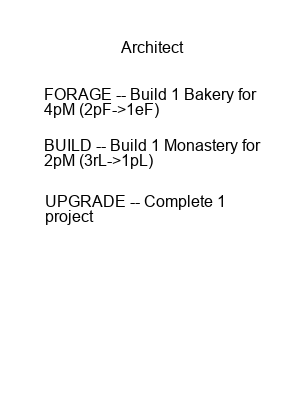 Architect
FORAGE -- Build 1 Bakery for
4pM (2pF->1eF)
BUILD -- Build 1 Monastery for
2pM (3rL->1pL)
UPGRADE -- Complete 1
project